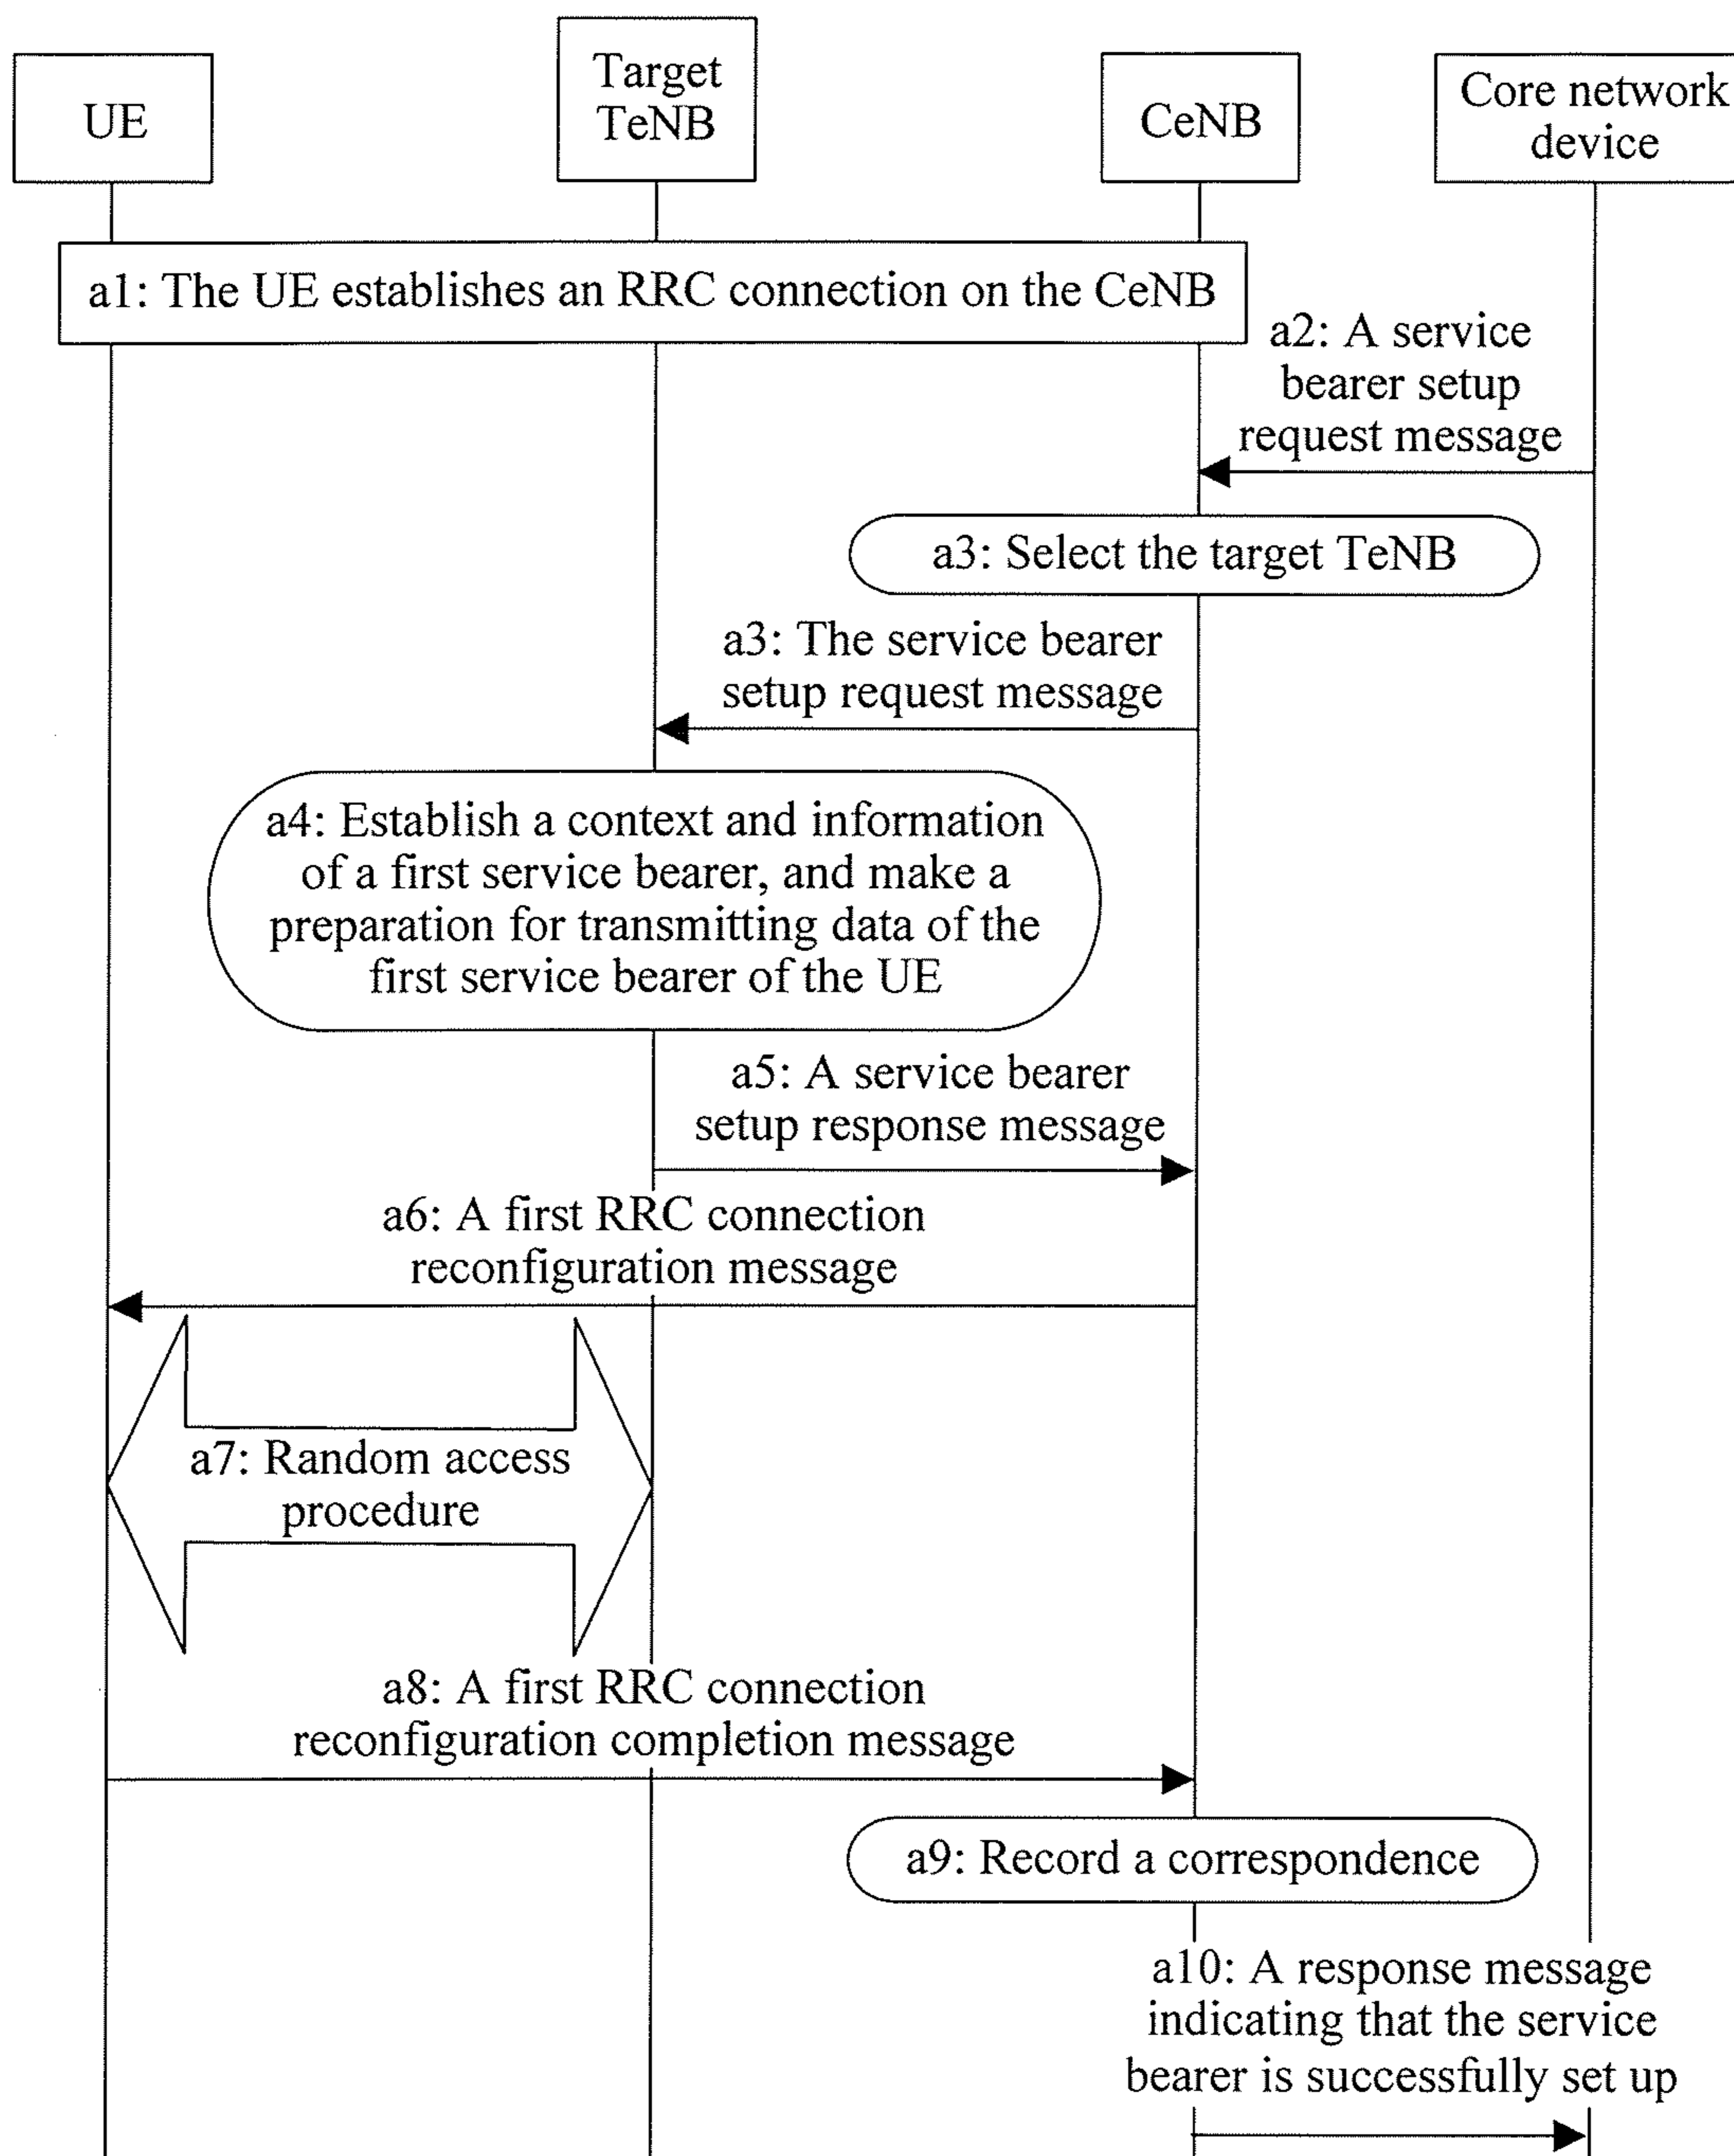 UE
Target
TeNB
CeNB
Core network
device
a1: The UE establishes an RRC connection on the CeNB
a2: A service
bearer setup
request message
a3: Select the target TeNB
a3: The service bearer
setup request message
a4: Establish a context and information
of a first service bearer, and make a
preparation for transmitting data of the
first service bearer of the UE
a5: A service bearer
setup response message
a6: A first RRC connection
reconfiguration message
a7: Random access
procedure
a8: A first RRC connection
reconfiguration completion message
a9: Record a correspondence
a10: A response message
indicating that the service
bearer is successfully set up